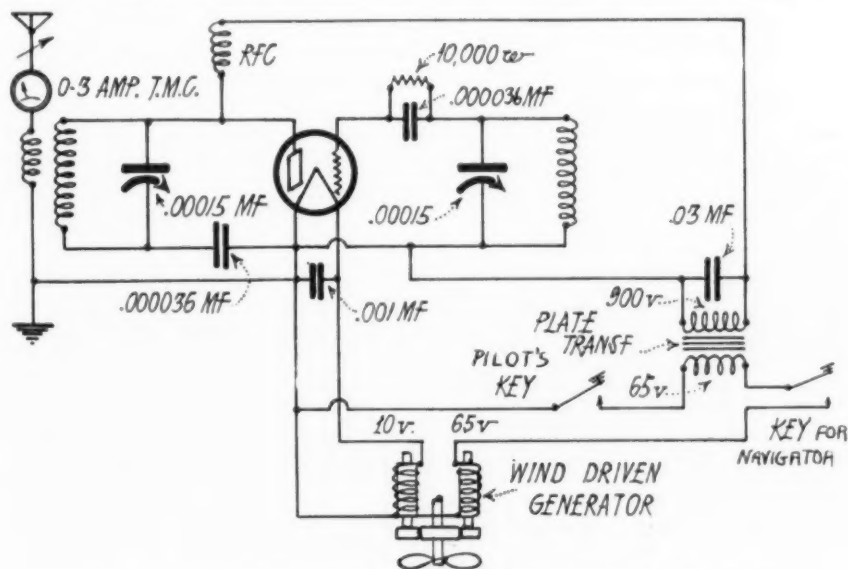 RFC
10,000 ω
0-3 AMP. T.M.C.
.000036 MF
.00015 MF
.00015
.03 MF
.000036 MF
.001 MF
900 v.
PLATE
TRANSF
PILOT'S
KEY
65 v.
10 v.
65 v
KEY FOR
NAVIGATOR
WIND DRIVEN
GENERATOR